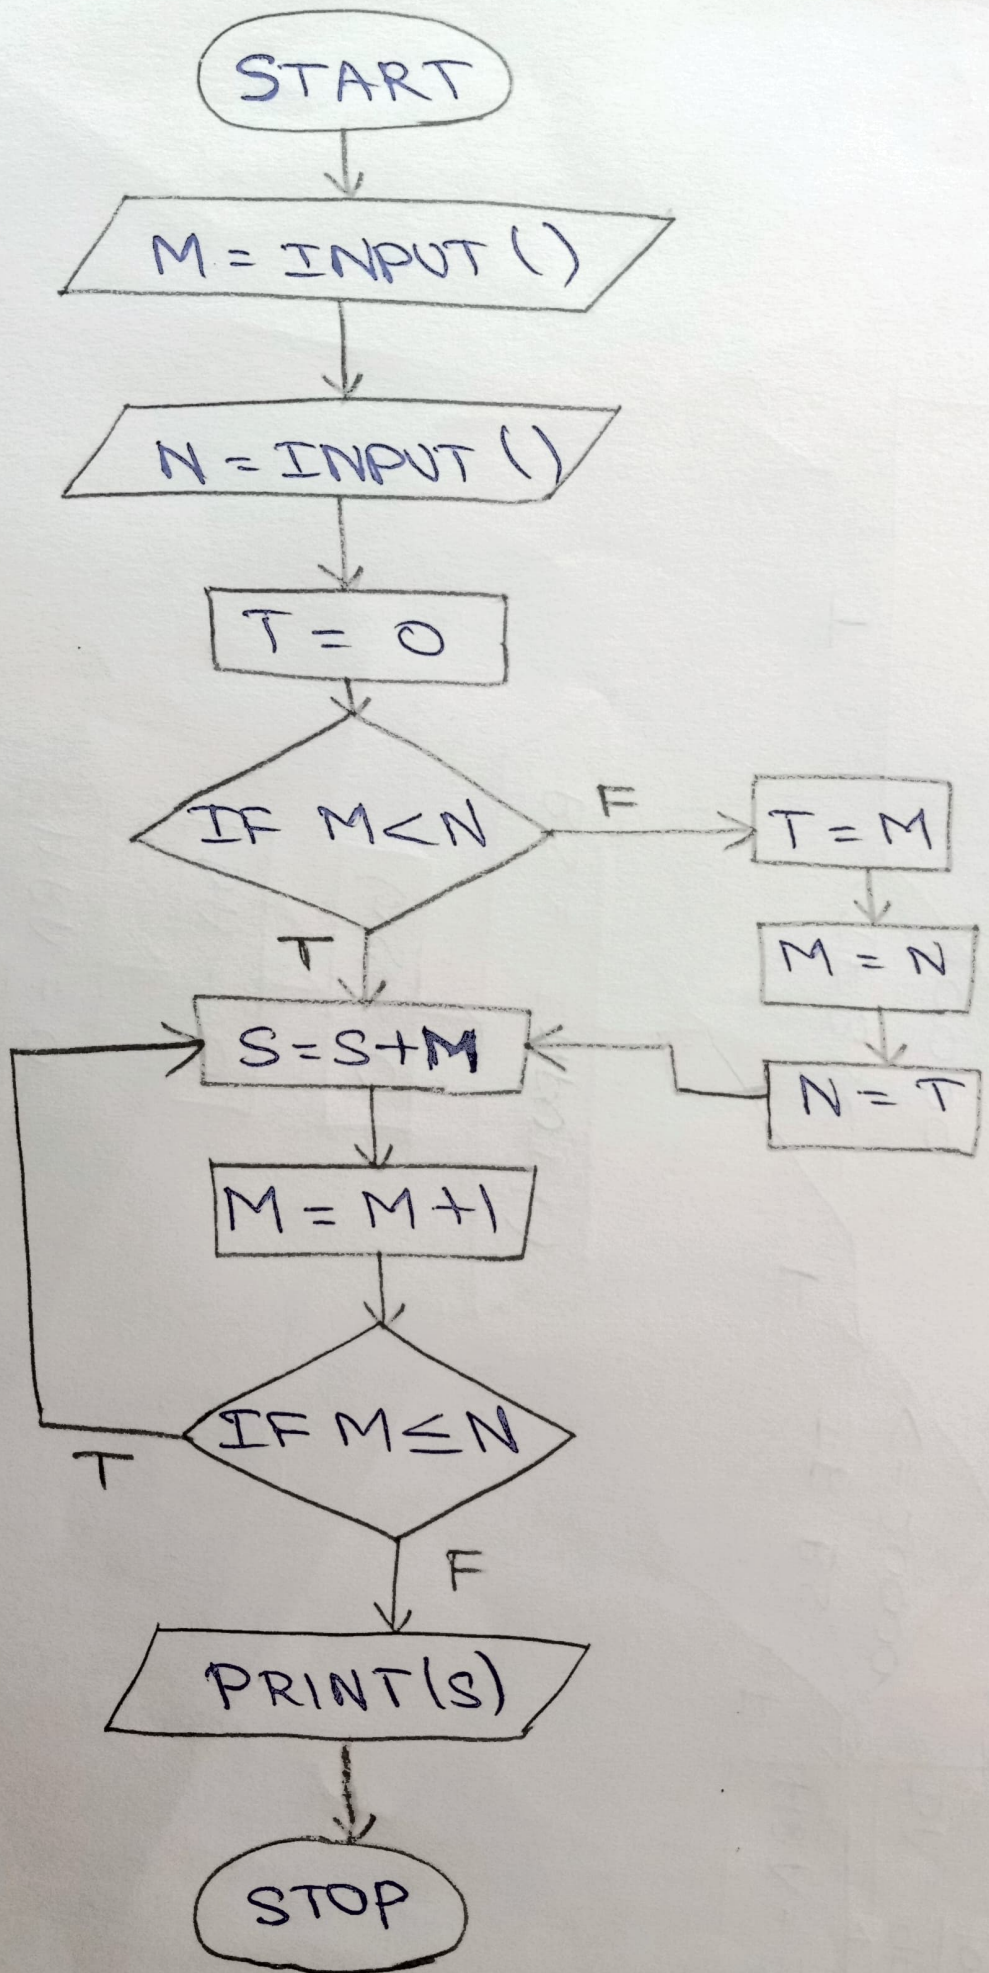 START
M = INPUT ()
N = INPUT ()
T = 0
IF M<N
F
T = M
T
M = N
S=S+M
N = T
M = M+1
IF M≤N
T
F
PRINT(S)
STOP